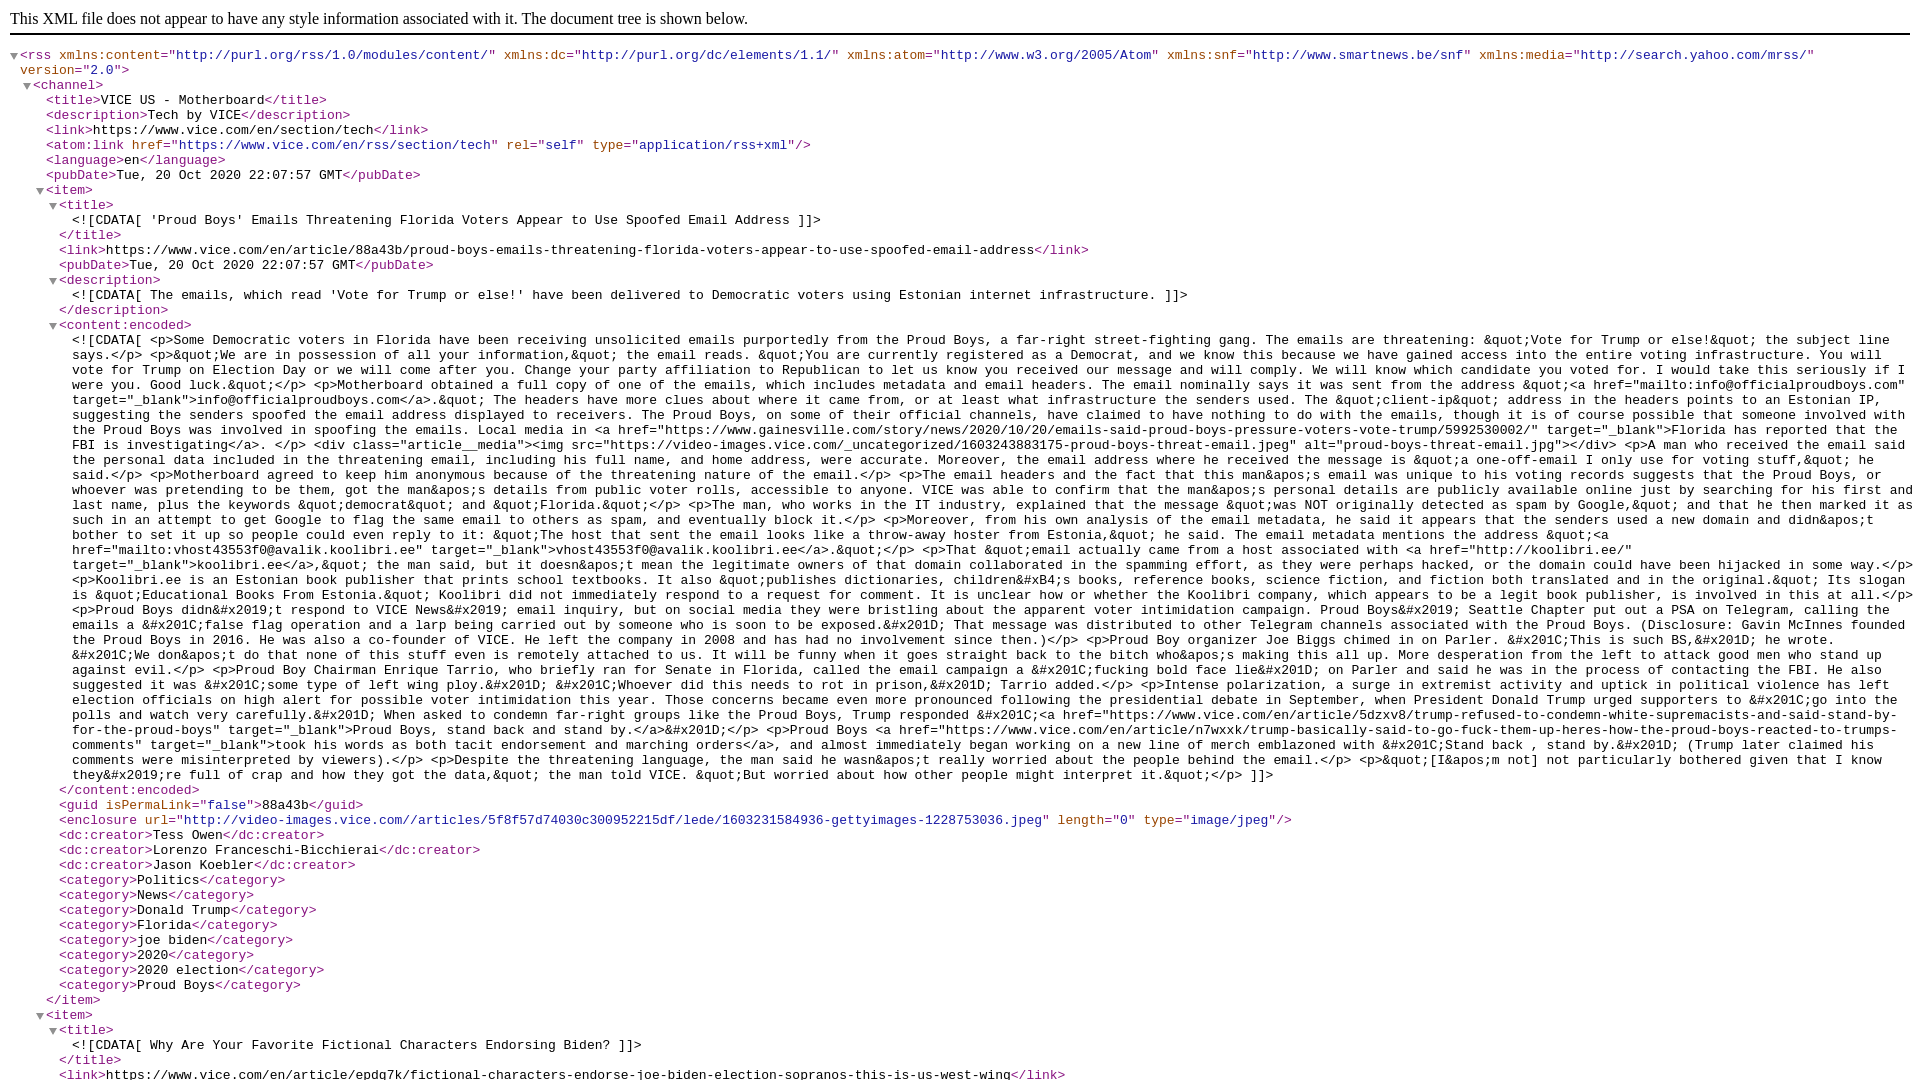 This XML file does not appear to have any style information associated with it. The document tree is shown below.
<rss xmlns:content="http://purl.org/rss/1.0/modules/content/" xmlns:dc="http://purl.org/dc/elements/1.1/" xmlns:atom="http://www.w3.org/2005/Atom" xmlns:snf="http://www.smartnews.be/snf" xmlns:media="http://search.yahoo.com/mrss/"
version="2.0">
<channel>
<title>VICE US - Motherboard</title>
<description>Tech by VICE</description>
<link>https://www.vice.com/en/section/tech</link>
<atom:link href="https://www.vice.com/en/rss/section/tech" rel="self" type="application/rss+xml"/>
<language>en</language>
<pubDate>Tue, 20 Oct 2020 22:07:57 GMT</pubDate>
<item>
<title>
<![CDATA[ 'Proud Boys' Emails Threatening Florida Voters Appear to Use Spoofed Email Address ]]>
</title>
<link>https://www.vice.com/en/article/88a43b/proud-boys-emails-threatening-florida-voters-appear-to-use-spoofed-email-address</link>
<pubDate>Tue, 20 Oct 2020 22:07:57 GMT</pubDate>
<description>
<![CDATA[ The emails, which read 'Vote for Trump or else!' have been delivered to Democratic voters using Estonian internet infrastructure. ]]>
</description>
<content:encoded>
<![CDATA[ <p>Some Democratic voters in Florida have been receiving unsolicited emails purportedly from the Proud Boys, a far-right street-fighting gang. The emails are threatening: &quot;Vote for Trump or else!&quot; the subject line
says.</p> <p>&quot;We are in possession of all your information,&quot; the email reads. &quot;You are currently registered as a Democrat, and we know this because we have gained access into the entire voting infrastructure. You will
vote for Trump on Election Day or we will come after you. Change your party affiliation to Republican to let us know you received our message and will comply. We will know which candidate you voted for. I would take this seriously if I
were you. Good luck.&quot;</p> <p>Motherboard obtained a full copy of one of the emails, which includes metadata and email headers. The email nominally says it was sent from the address &quot;<a href="mailto:info@officialproudboys.com"
target="_blank">info@officialproudboys.com</a>.&quot; The headers have more clues about where it came from, or at least what infrastructure the senders used. The &quot;client-ip&quot; address in the headers points to an Estonian IP,
suggesting the senders spoofed the email address displayed to receivers. The Proud Boys, on some of their official channels, have claimed to have nothing to do with the emails, though it is of course possible that someone involved with
the Proud Boys was involved in spoofing the emails. Local media in <a href="https://www.gainesville.com/story/news/2020/10/20/emails-said-proud-boys-pressure-voters-vote-trump/5992530002/" target="_blank">Florida has reported that the
FBI is investigating</a>. </p> <div class="article__media"><img src="https://video-images.vice.com/_uncategorized/1603243883175-proud-boys-threat-email.jpeg" alt="proud-boys-threat-email.jpg"></div> <p>A man who received the email said
the personal data included in the threatening email, including his full name, and home address, were accurate. Moreover, the email address where he received the message is &quot;a one-off-email I only use for voting stuff,&quot; he
said.</p> <p>Motherboard agreed to keep him anonymous because of the threatening nature of the email.</p> <p>The email headers and the fact that this man&apos;s email was unique to his voting records suggests that the Proud Boys, or
whoever was pretending to be them, got the man&apos;s details from public voter rolls, accessible to anyone. VICE was able to confirm that the man&apos;s personal details are publicly available online just by searching for his first and
last name, plus the keywords &quot;democrat&quot; and &quot;Florida.&quot;</p> <p>The man, who works in the IT industry, explained that the message &quot;was NOT originally detected as spam by Google,&quot; and that he then marked it as
such in an attempt to get Google to flag the same email to others as spam, and eventually block it.</p> <p>Moreover, from his own analysis of the email metadata, he said it appears that the senders used a new domain and didn&apos;t
bother to set it up so people could even reply to it: &quot;The host that sent the email looks like a throw-away hoster from Estonia,&quot; he said. The email metadata mentions the address &quot;<a
href="mailto:vhost43553f0@avalik.koolibri.ee" target="_blank">vhost43553f0@avalik.koolibri.ee</a>.&quot;</p> <p>That &quot;email actually came from a host associated with <a href="http://koolibri.ee/"
target="_blank">koolibri.ee</a>,&quot; the man said, but it doesn&apos;t mean the legitimate owners of that domain collaborated in the spamming effort, as they were perhaps hacked, or the domain could have been hijacked in some way.</p>
<p>Koolibri.ee is an Estonian book publisher that prints school textbooks. It also &quot;publishes dictionaries, children&#xB4;s books, reference books, science fiction, and fiction both translated and in the original.&quot; Its slogan
is &quot;Educational Books From Estonia.&quot; Koolibri did not immediately respond to a request for comment. It is unclear how or whether the Koolibri company, which appears to be a legit book publisher, is involved in this at all.</p>
<p>Proud Boys didn&#x2019;t respond to VICE News&#x2019; email inquiry, but on social media they were bristling about the apparent voter intimidation campaign. Proud Boys&#x2019; Seattle Chapter put out a PSA on Telegram, calling the
emails a &#x201C;false flag operation and a larp being carried out by someone who is soon to be exposed.&#x201D; That message was distributed to other Telegram channels associated with the Proud Boys. (Disclosure: Gavin McInnes founded
the Proud Boys in 2016. He was also a co-founder of VICE. He left the company in 2008 and has had no involvement since then.)</p> <p>Proud Boy organizer Joe Biggs chimed in on Parler. &#x201C;This is such BS,&#x201D; he wrote.
&#x201C;We don&apos;t do that none of this stuff even is remotely attached to us. It will be funny when it goes straight back to the bitch who&apos;s making this all up. More desperation from the left to attack good men who stand up
against evil.</p> <p>Proud Boy Chairman Enrique Tarrio, who briefly ran for Senate in Florida, called the email campaign a &#x201C;fucking bold face lie&#x201D; on Parler and said he was in the process of contacting the FBI. He also
suggested it was &#x201C;some type of left wing ploy.&#x201D; &#x201C;Whoever did this needs to rot in prison,&#x201D; Tarrio added.</p> <p>Intense polarization, a surge in extremist activity and uptick in political violence has left
election officials on high alert for possible voter intimidation this year. Those concerns became even more pronounced following the presidential debate in September, when President Donald Trump urged supporters to &#x201C;go into the
polls and watch very carefully.&#x201D; When asked to condemn far-right groups like the Proud Boys, Trump responded &#x201C;<a href="https://www.vice.com/en/article/5dzxv8/trump-refused-to-condemn-white-supremacists-and-said-stand-by-
for-the-proud-boys" target="_blank">Proud Boys, stand back and stand by.</a>&#x201D;</p> <p>Proud Boys <a href="https://www.vice.com/en/article/n7wxxk/trump-basically-said-to-go-fuck-them-up-heres-how-the-proud-boys-reacted-to-trumps-
comments" target="_blank">took his words as both tacit endorsement and marching orders</a>, and almost immediately began working on a new line of merch emblazoned with &#x201C;Stand back , stand by.&#x201D; (Trump later claimed his
comments were misinterpreted by viewers).</p> <p>Despite the threatening language, the man said he wasn&apos;t really worried about the people behind the email.</p> <p>&quot;[I&apos;m not] not particularly bothered given that I know
they&#x2019;re full of crap and how they got the data,&quot; the man told VICE. &quot;But worried about how other people might interpret it.&quot;</p> ]]>
</content:encoded>
<guid isPermaLink="false">88a43b</guid>
<enclosure url="http://video-images.vice.com//articles/5f8f57d74030c300952215df/lede/1603231584936-gettyimages-1228753036.jpeg" length="0" type="image/jpeg"/>
<dc:creator>Tess Owen</dc:creator>
<dc:creator>Lorenzo Franceschi-Bicchierai</dc:creator>
<dc:creator>Jason Koebler</dc:creator>
<category>Politics</category>
<category>News</category>
<category>Donald Trump</category>
<category>Florida</category>
<category>joe biden</category>
<category>2020</category>
<category>2020 election</category>
<category>Proud Boys</category>
</item>
<item>
<title>
<![CDATA[ Why Are Your Favorite Fictional Characters Endorsing Biden? ]]>
</title>
<link>https://www.vice.com/en/article/epdq7k/fictional-characters-endorse-joe-biden-election-sopranos-this-is-us-west-wing</link>